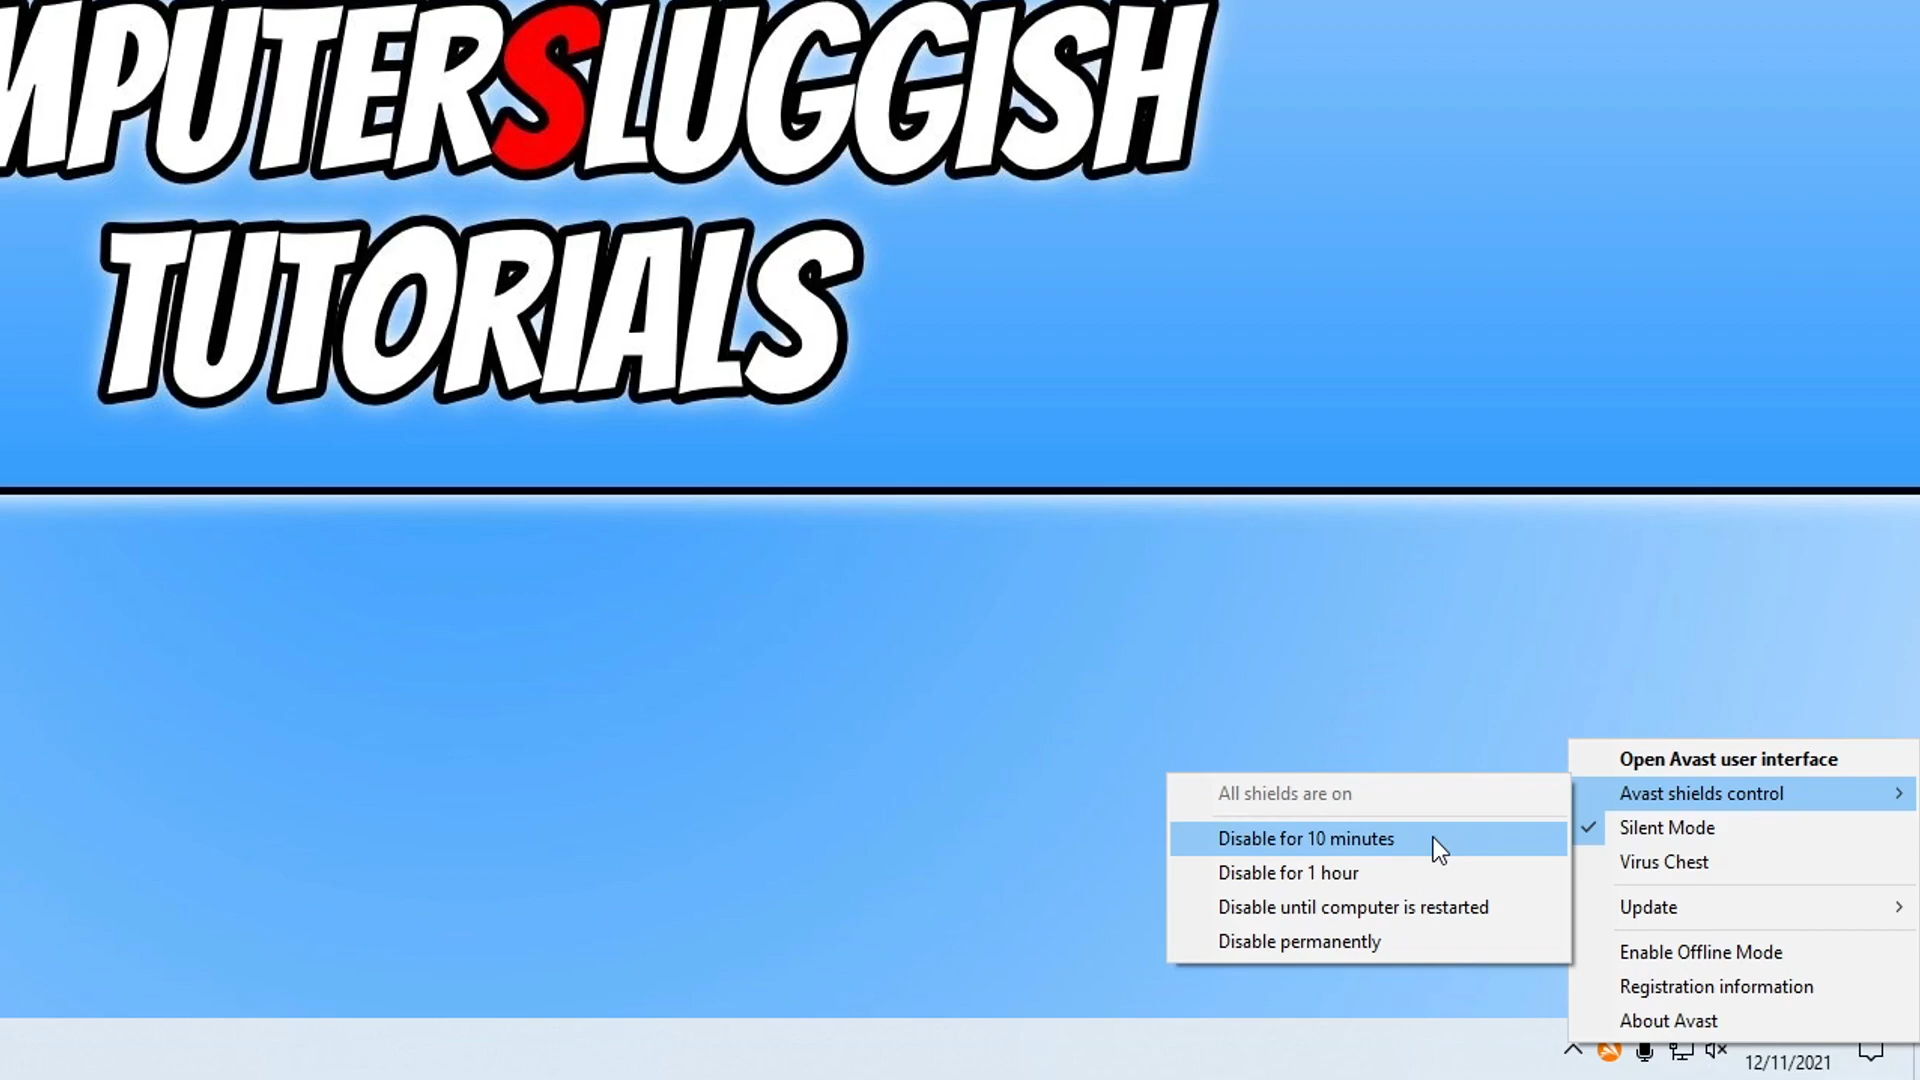 MPUTERSLUGGISH
TUTORIALS
Open Avast user interface
Avast shields control
Silent Mode
Virus Chest
Update
Enable Offline Mode
Registration information
About Avast
All shields are on
Disable for 10 minutes
Disable for 1 hour
Disable until computer is restarted
Disable permanently
12/11/2021